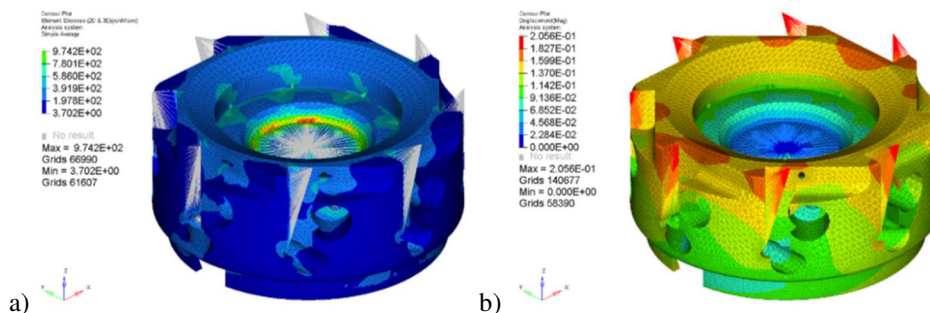 Contour Plot
Element Stresses (2D & 3D)(vonMises)
Analysis system
Simple Average
9.742E+02
7.801E+02
5.860E+02
3.919E+02
1.978E+02
3.702E+00
No result
Max = 9.742E+02
Grids 66990
Min = 3.702E+00
Grids 61607
Z
Y
X
a)
Contour Plot
Displacement(Mag)
Analysis system
2.056E-01
1.827E-01
1.599E-01
1.370E-01
1.142E-01
9.136E-02
6.852E-02
4.568E-02
2.284E-02
0.000E+00
No result
Max = 2.056E-01
Grids 140677
Min = 0.000E+00
Grids 58390
Z
Y
X
b)